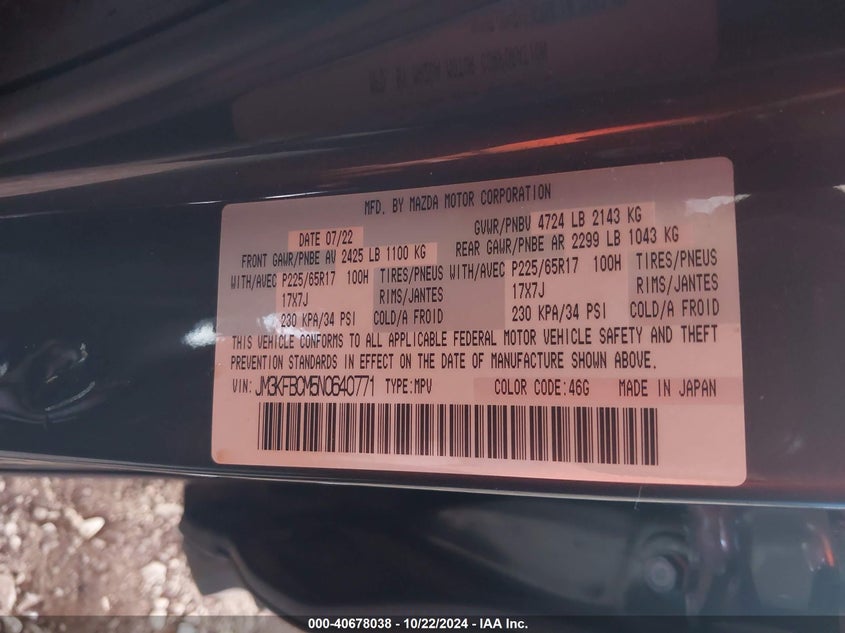 MFD. BY MAZDA MOTOR CORPORATION
DATE 07/22 GVWR/PNBV 4724 LB 2143 KG
FRONT GAWR/PNBE AV 2425 LB 1100 KG REAR GAWR/PNBE AR 2299 LB 1043 KG
WITH/AVEC P225/65R17 100H TIRES/PNEUS WITH/AVEC P225/65R17 100H TIRES/PNEUS
17X7J RIMS/JANTES 17X7J RIMS/JANTES
230 KPA/34 PSI COLD/A FROID 230 KPA/34 PSI COLD/A FROID
THIS VEHICLE CONFORMS TO ALL APPLICABLE FEDERAL MOTOR VEHICLE SAFETY AND THEFT
PREVENTION STANDARDS IN EFFECT ON THE DATE OF MANUFACTURE SHOWN ABOVE.
VIN: JM3KFBCM5N0640771 TYPE:MPV COLOR CODE:46G MADE IN JAPAN
000-40678038 - 10/22/2024 - IAA Inc.